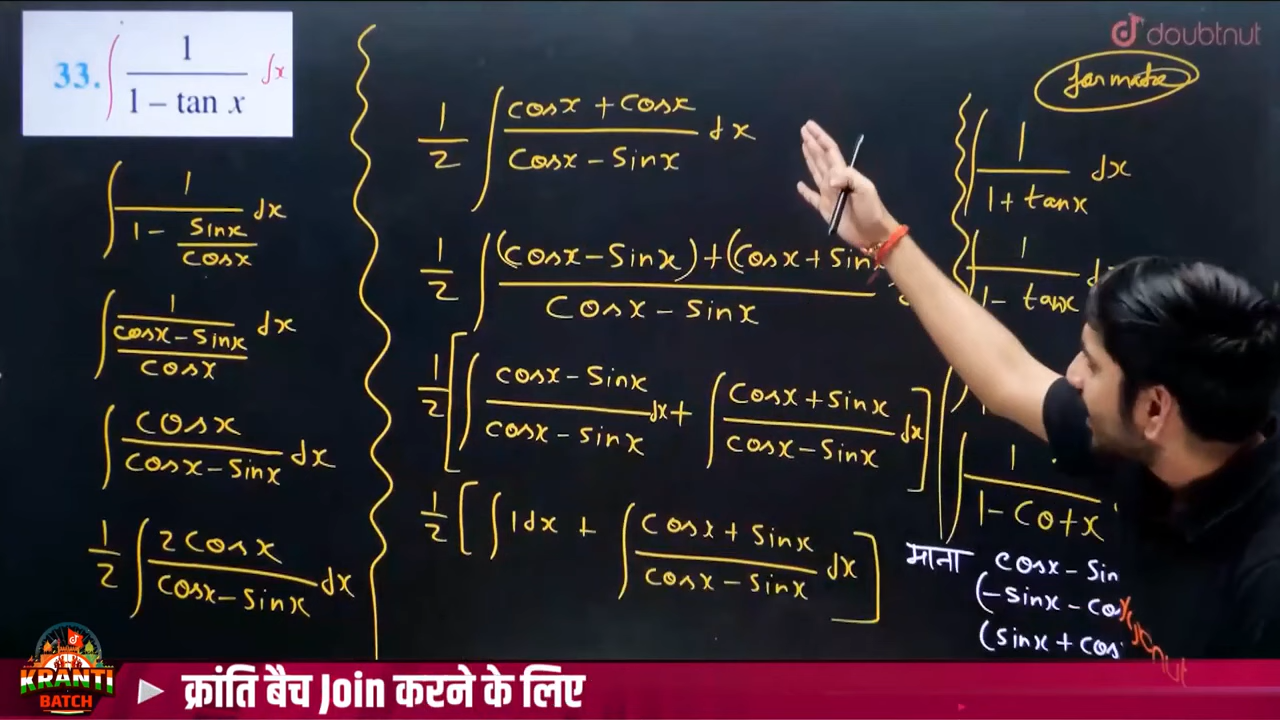 33. ∫ 1/(1 – tan x) dx
∫ 1/(1 - sinx/cosx) dx
∫ 1/((cosx - sinx)/cosx) dx
∫ cosx/(cosx - sinx) dx
1/2 ∫ 2cosx/(cosx - sinx) dx
1/2 ∫ (cosx + cosx)/(cosx - sinx) dx
1/2 ∫ ((cosx - sinx) + (cosx + sin
cosx - sinx
1/2 [∫ (cosx - sinx)/(cosx - sinx) dx + ∫ (cosx + sinx)/(cosx - sinx) dx]
1/2 [∫ 1dx + ∫ (cosx + sinx)/(cosx - sinx) dx]
doubtnut
∫ 1/(1 + tanx) dx
∫ 1/(1 - tanx)
∫ 1/(1 - cotx)
माना cosx - sin
(-sinx - cos
(sinx + cos
KRANTI
BATCH
क्रांति बैच Join करने के लिए